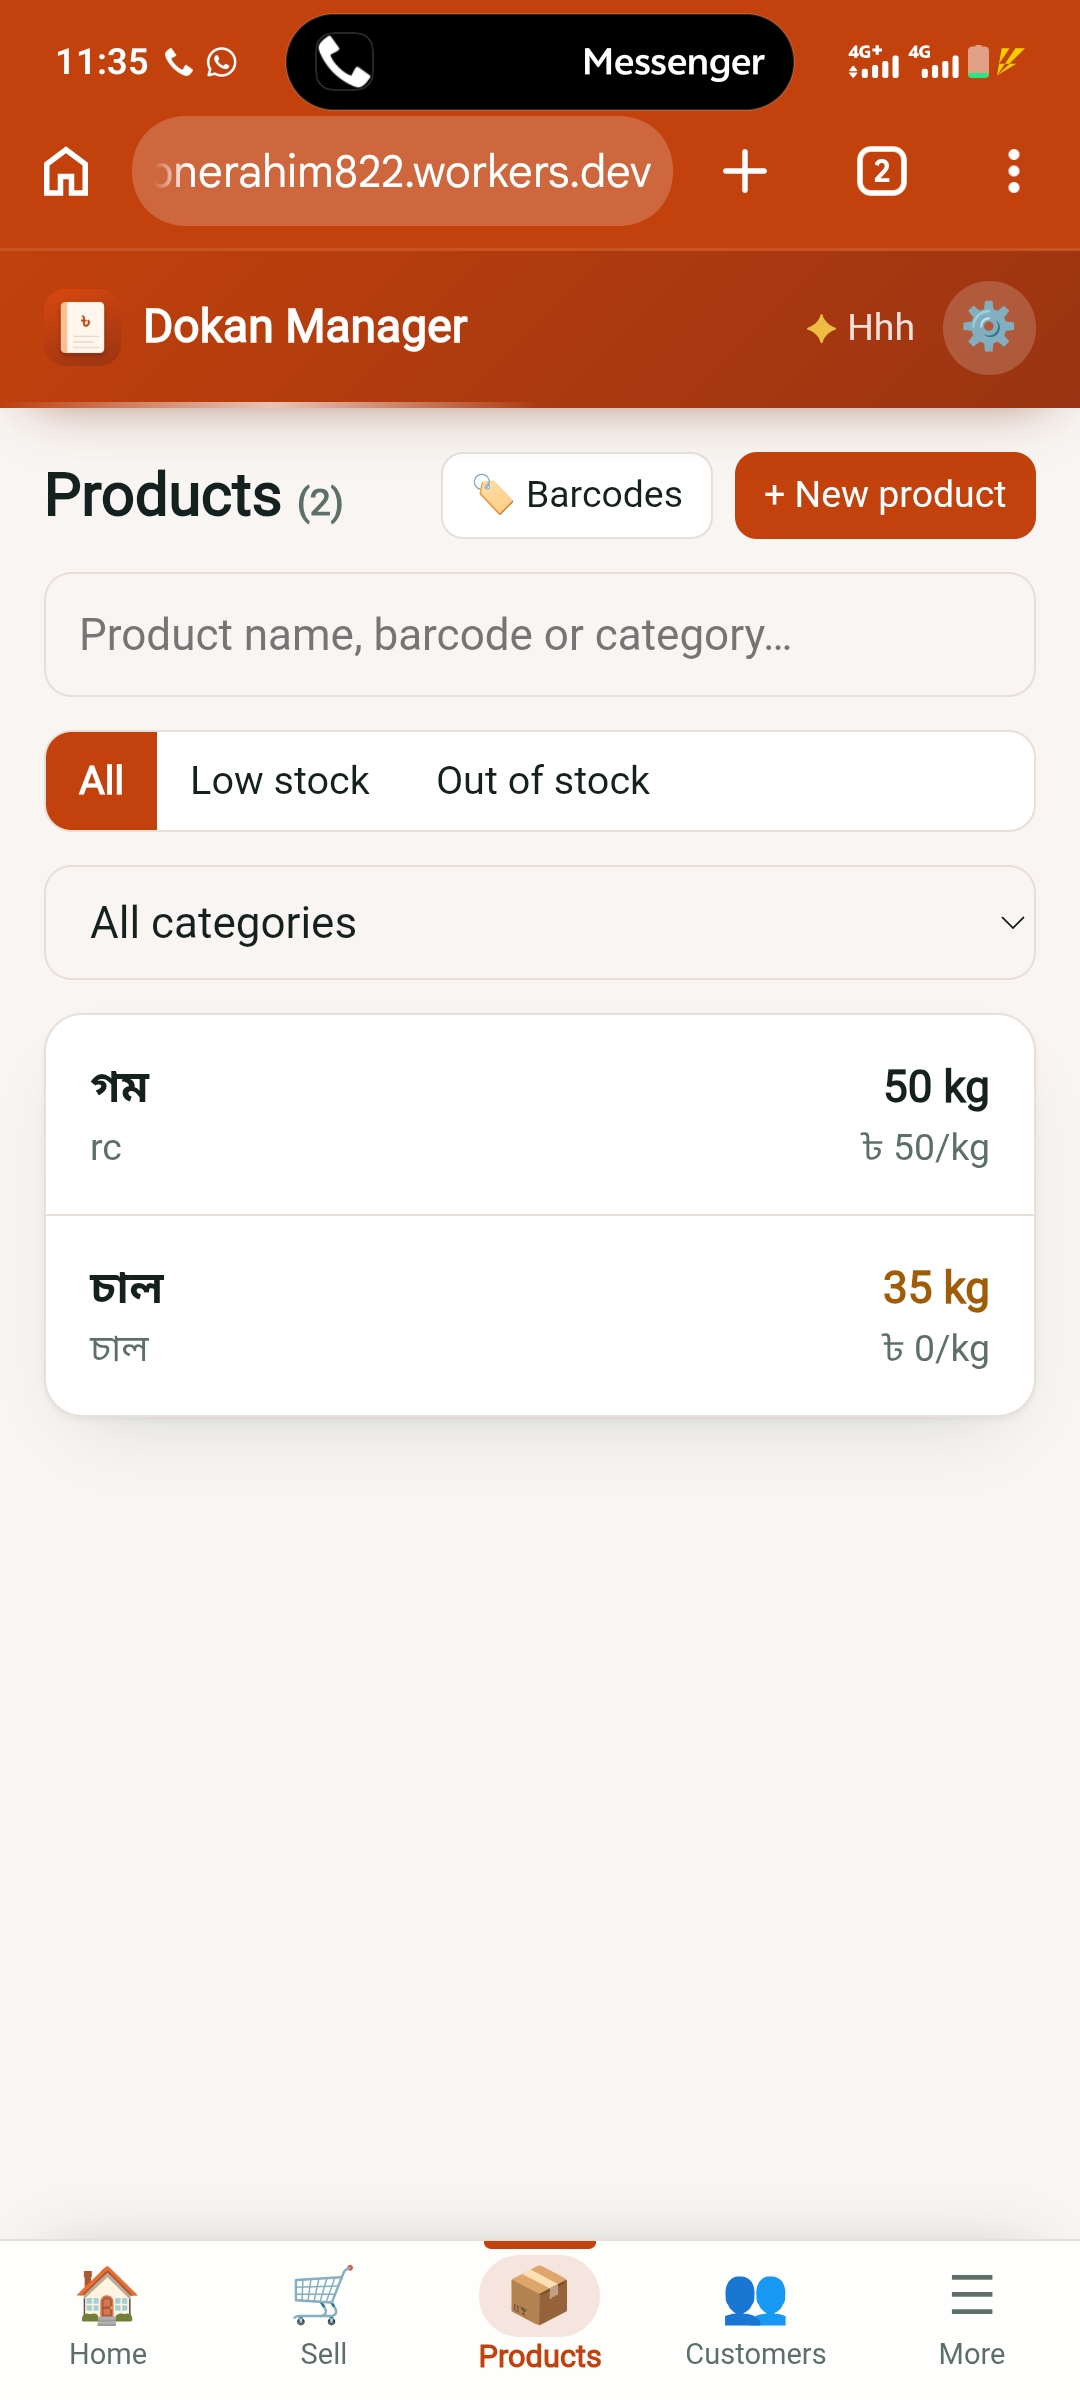 11:35
Messenger
4G+ 4G
nerahim822.workers.dev
2
৳
Dokan Manager
Hhh
Products (2)
Barcodes
+ New product
Product name, barcode or category...
All
Low stock
Out of stock
All categories
গম
50 kg
rc
৳ 50/kg
চাল
35 kg
চাল
৳ 0/kg
Home
Sell
Products
Customers
More